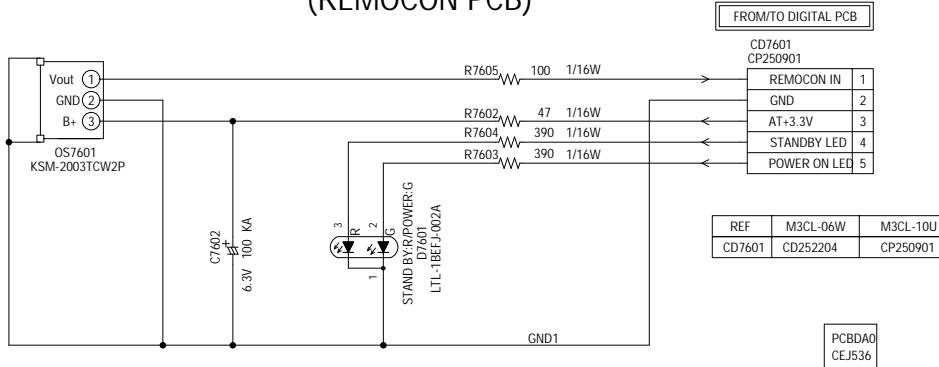 (REMOCON PCB)
FROM/TO DIGITAL PCB
CD7601
CP250901
Vout 1
GND 2
B+ 3
OS7601
KSM-2003TCW2P
R7605 100 1/16W
R7602 47 1/16W
R7604 390 1/16W
R7603 390 1/16W
REMOCON IN 1
GND 2
AT+3.3V 3
STANDBY LED 4
POWER ON LED 5
C7602
+
100 KA
6.3V
3 R
2 G
1
STAND BY:R/POWER:G
D7601
LTL-1BEFJ-002A
REF M3CL-06W M3CL-10U
CD7601 CD252204 CP250901
GND1
PCBDA0
CEJ536